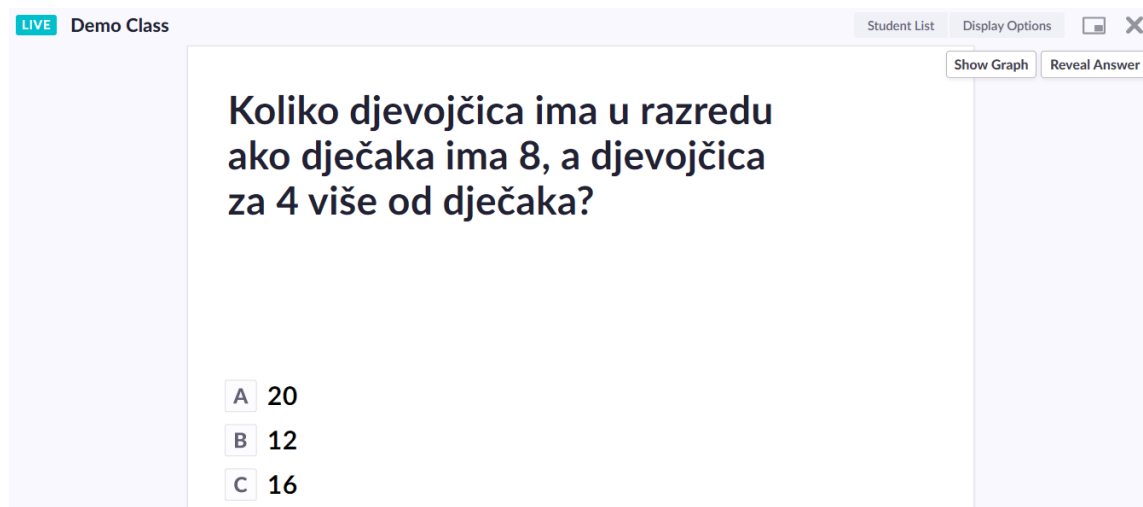 LIVE Demo Class
Student List Display Options
Show Graph Reveal Answer
Koliko djevojčica ima u razredu
ako dječaka ima 8, a djevojčica
za 4 više od dječaka?
A 20
B 12
C 16